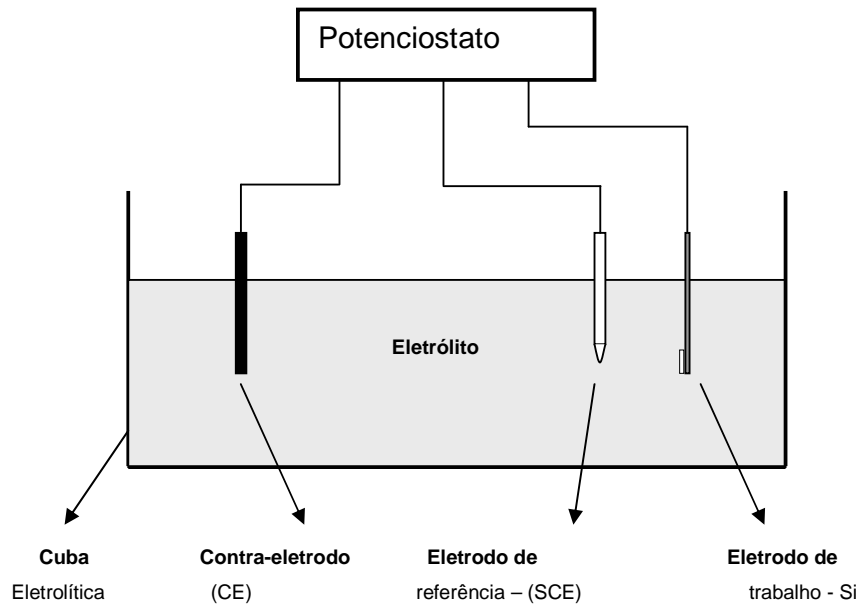 Potenciostato
Eletrólito
Cuba
Eletrolítica
Contra-eletrodo
(CE)
Eletrodo de
referência – (SCE)
Eletrodo de
trabalho - Si